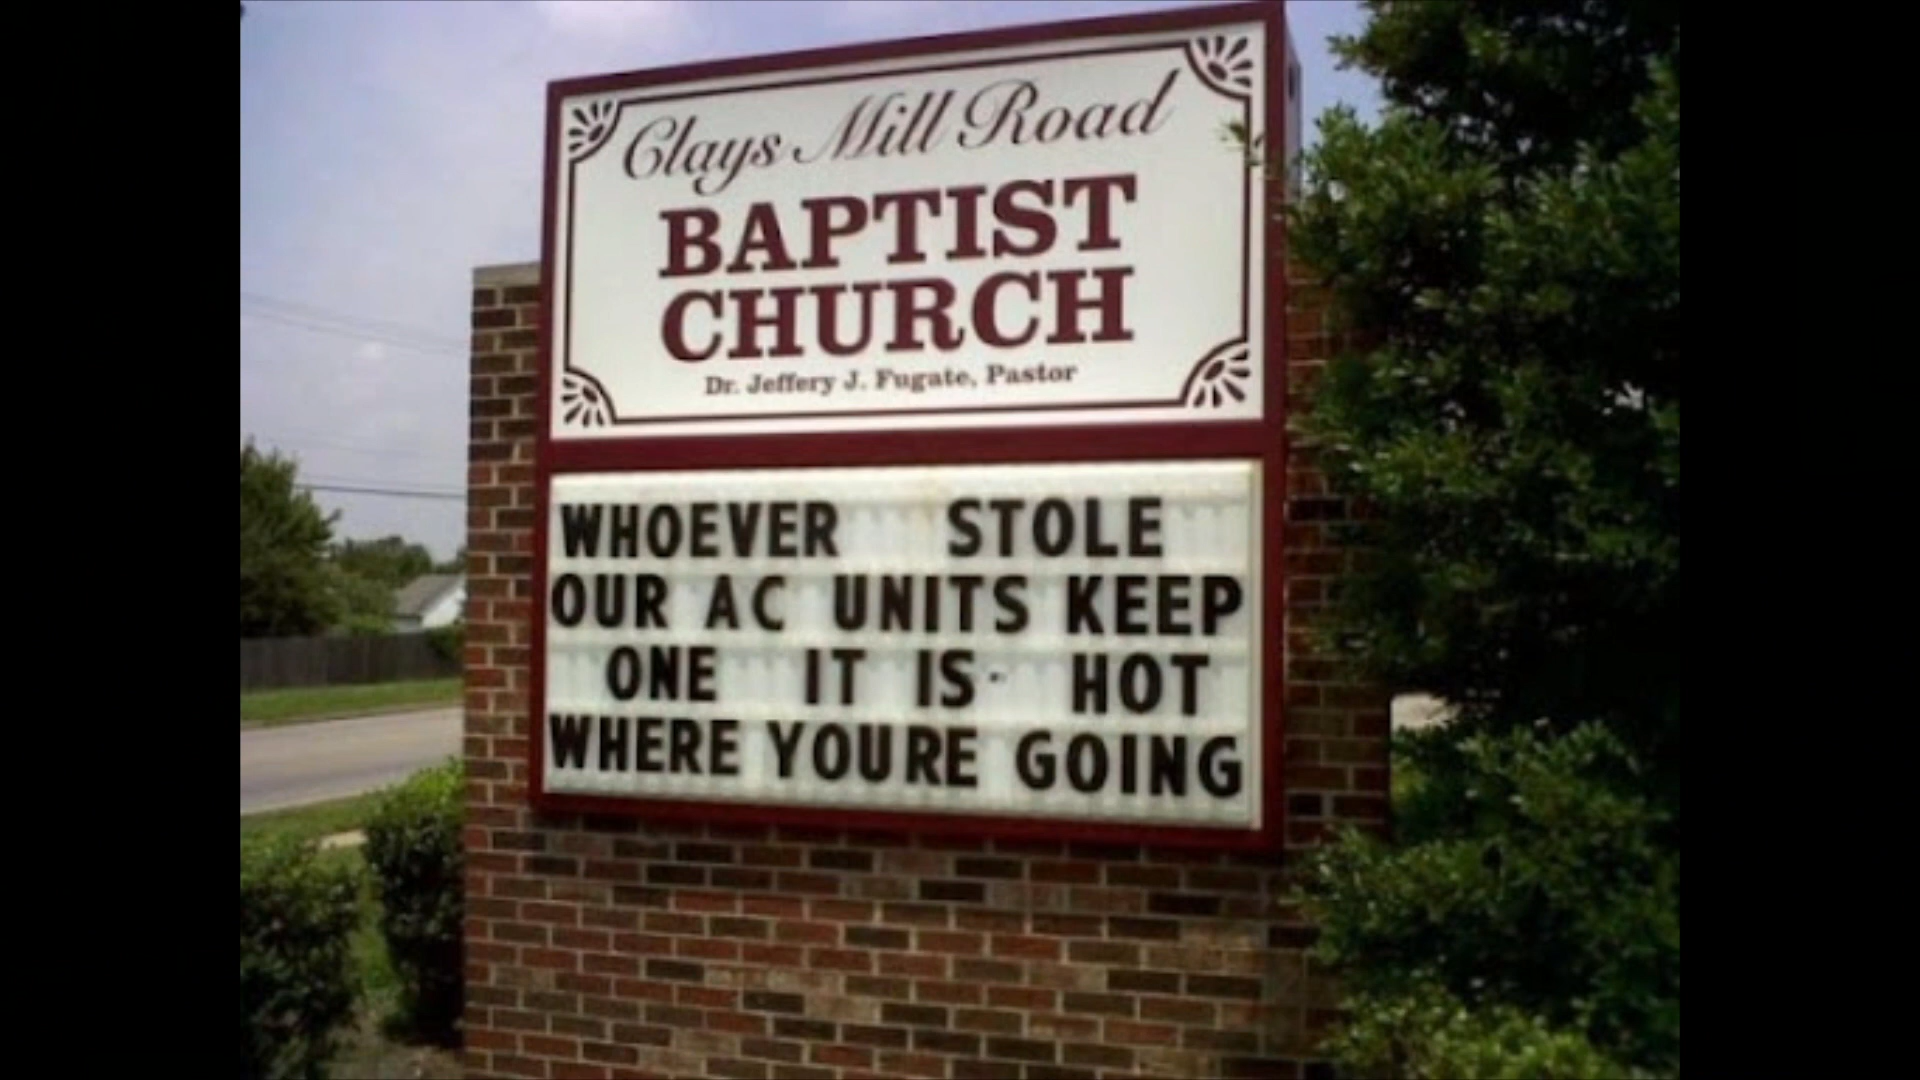 Clays Mill Road
BAPTIST
CHURCH
Dr. Jeffery J. Fugate, Pastor
WHOEVER STOLE
OUR AC UNITS KEEP
ONE IT IS HOT
WHERE YOURE GOING